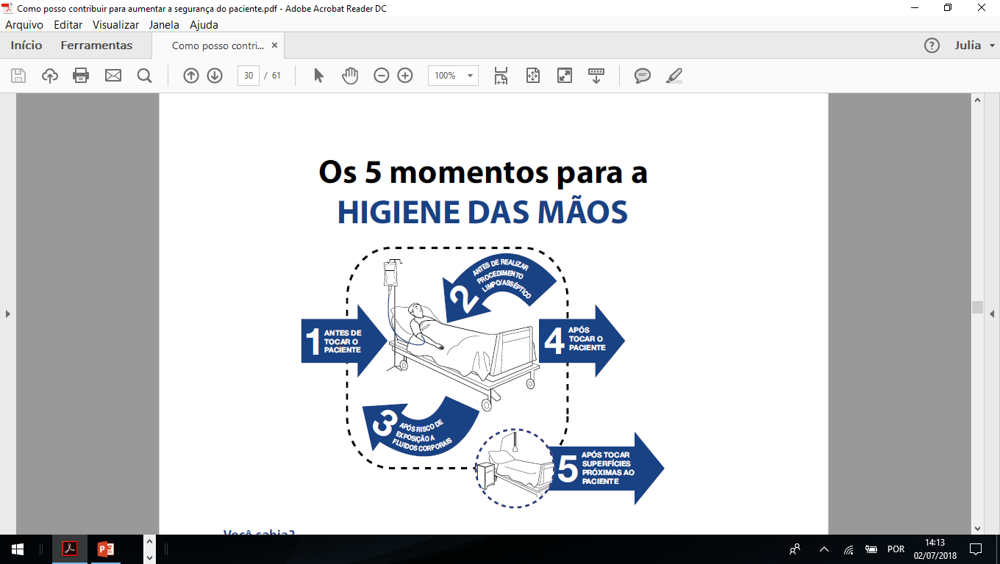 Como posso contribuir para aumentar a segurança do paciente.pdf - Adobe Acrobat Reader DC
Arquivo Editar Visualizar Janela Ajuda
Início Ferramentas Como posso contri... × ? Julia
30 / 61 100%
Os 5 momentos para a
HIGIENE DAS MÃOS
2 ANTES DE REALIZAR
PROCEDIMENTO
LIMPO/ASSÉPTICO
1 ANTES DE
TOCAR O
PACIENTE
4 APÓS
TOCAR O
PACIENTE
3 APÓS RISCO DE
EXPOSIÇÃO A
FLUIDOS CORPORAIS
5 APÓS TOCAR
SUPERFÍCIES
PRÓXIMAS AO
PACIENTE
Você sabia?
POR 14:13
02/07/2018